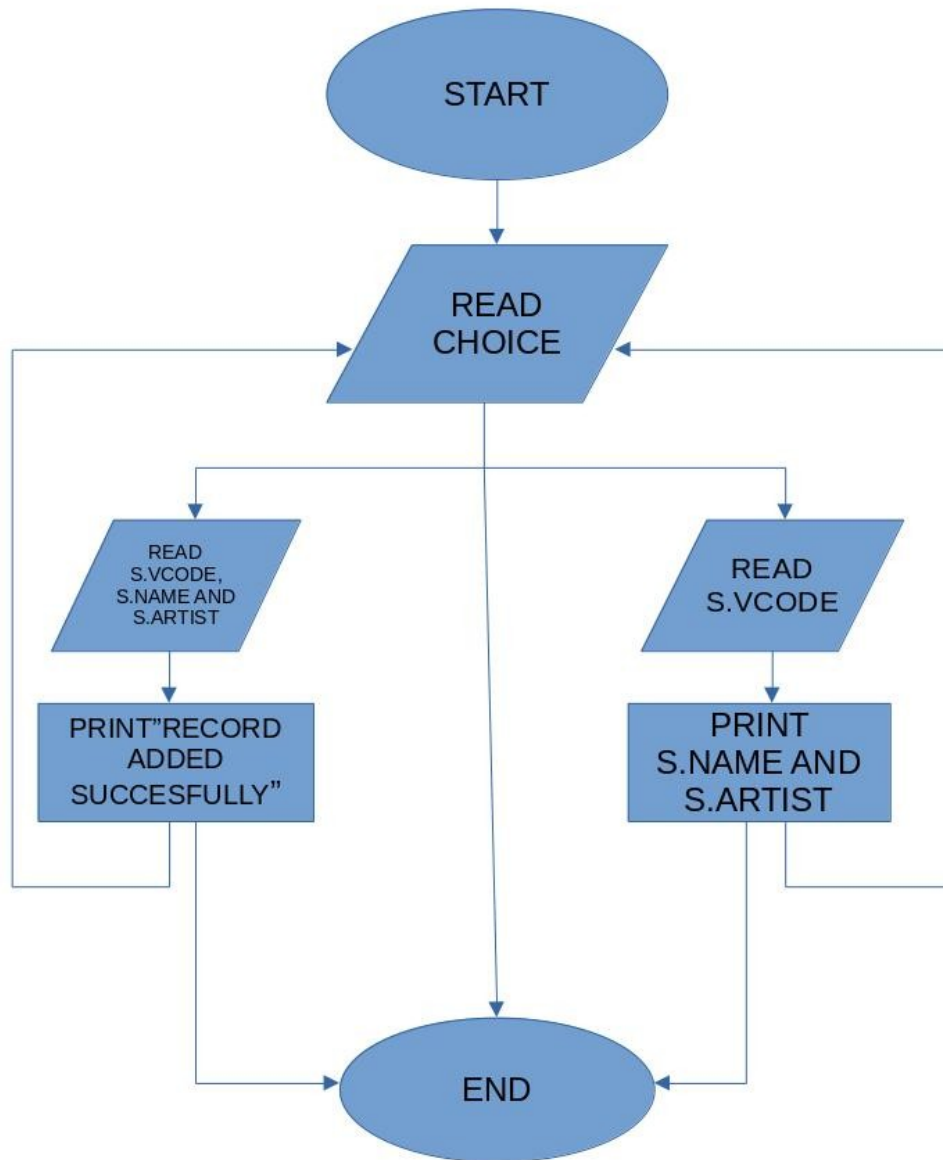 START
READ
CHOICE
READ
S.VCODE,
S.NAME AND
S.ARTIST
PRINT”RECORD
ADDED
SUCCESFULLY”
READ
S.VCODE
PRINT
S.NAME AND
S.ARTIST
END